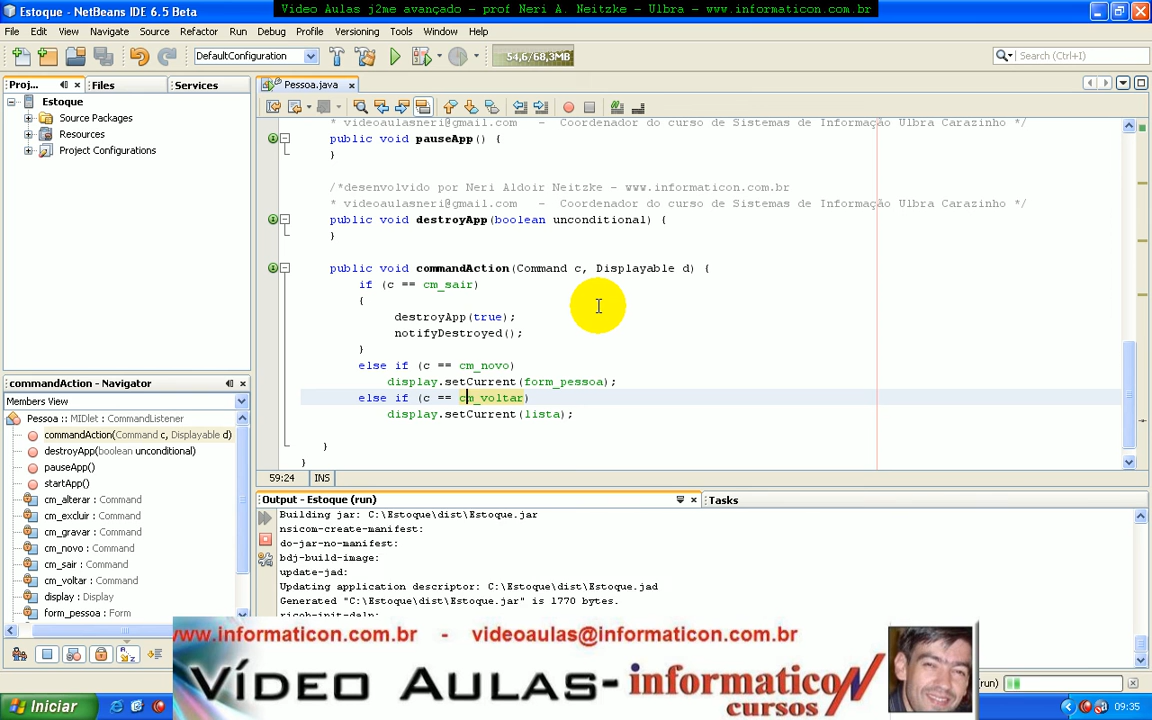 Video Aulas j2me avançado - prof Neri A. Neitzke - Ulbra - www.informaticon.com.br
Estoque - NetBeans IDE 6.5 Beta
File Edit View Navigate Source Refactor Run Debug Profile Versioning Tools Window Help
DefaultConfiguration
54,6/68,3MB
Search (Ctrl+I)
Proj...
Files
Services
Pessoa.java
Estoque
Source Packages
Resources
Project Configurations
* videoaulasneri@gmail.com - Coordenador do curso de Sistemas de Informação Ulbra Carazinho */
public void pauseApp() {
}
/*desenvolvido por Neri Aldoir Neitzke - www.informaticon.com.br
* videoaulasneri@gmail.com - Coordenador do curso de Sistemas de Informação Ulbra Carazinho */
public void destroyApp(boolean unconditional) {
}
public void commandAction(Command c, Displayable d) {
if (c == cm_sair)
{
destroyApp(true);
notifyDestroyed();
}
else if (c == cm_novo)
display.setCurrent(form_pessoa);
else if (c == cm_voltar)
display.setCurrent(lista);
}
}
59:24
INS
commandAction - Navigator
Members View
Pessoa :: MIDlet : CommandListener
commandAction(Command c, Displayable d)
destroyApp(boolean unconditional)
pauseApp()
startApp()
cm_alterar : Command
cm_excluir : Command
cm_gravar : Command
cm_novo : Command
cm_sair : Command
cm_voltar : Command
display : Display
form_pessoa : Form
Output - Estoque (run)
Tasks
Building jar: C:\Estoque\dist\Estoque.jar
nsicom-create-manifest:
do-jar-no-manifest:
bdj-build-image:
update-jad:
Updating application descriptor: C:\Estoque\dist\Estoque.jad
Generated "C:\Estoque\dist\Estoque.jar" is 1770 bytes.
ricoh-init-dalp:
www.informaticon.com.br - videoaulas@informaticon.com.br
VÍDEO AULAS- informaticoN
cursos
run)
Iniciar
09:35